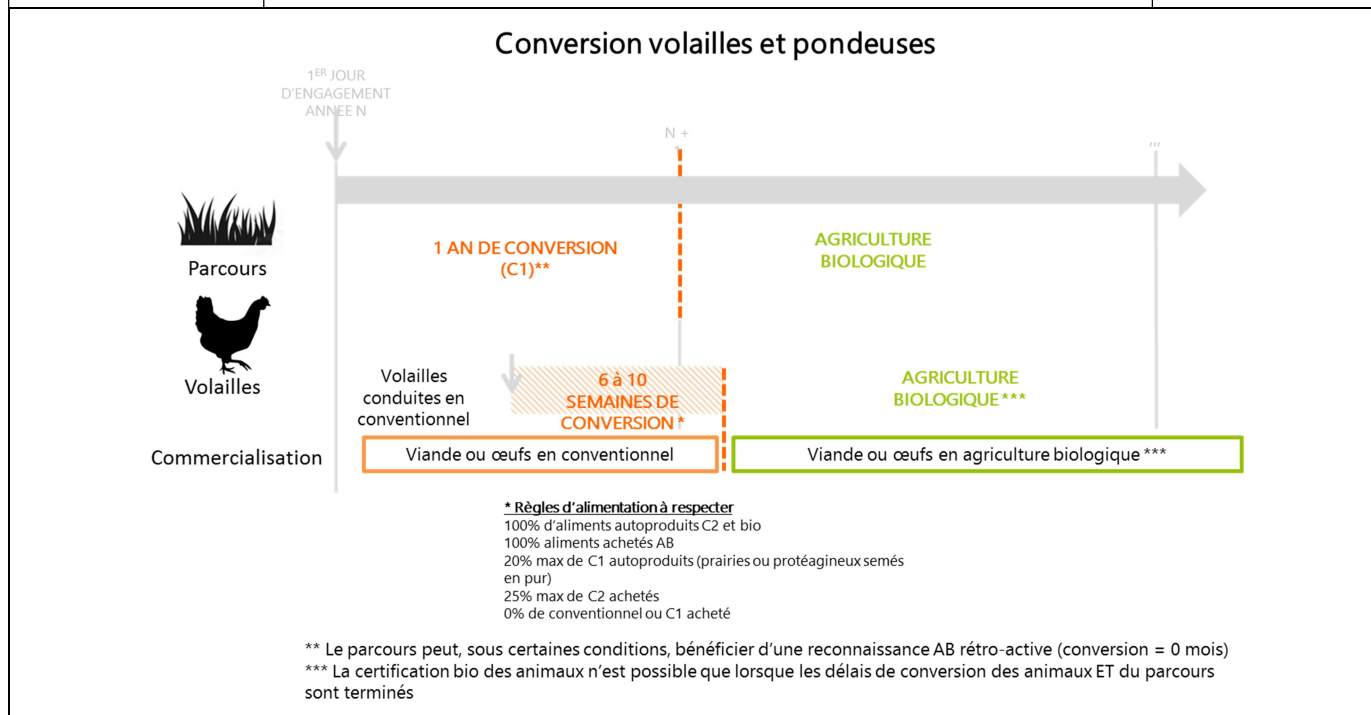 Conversion volailles et pondeuses
1ER JOUR
D'ENGAGEMENT
ANNEE N
N +
Parcours
1 AN DE CONVERSION
(C1)**
AGRICULTURE
BIOLOGIQUE
Volailles
Volailles
conduites en
conventionnel
6 à 10
SEMAINES DE
CONVERSION *
AGRICULTURE
BIOLOGIQUE ***
Commercialisation
Viande ou œufs en conventionnel
Viande ou œufs en agriculture biologique ***
* Règles d'alimentation à respecter
100% d'aliments autoproduits C2 et bio
100% aliments achetés AB
20% max de C1 autoproduits (prairies ou protéagineux semés
en pur)
25% max de C2 achetés
0% de conventionnel ou C1 acheté
** Le parcours peut, sous certaines conditions, bénéficier d'une reconnaissance AB rétro-active (conversion = 0 mois)
*** La certification bio des animaux n'est possible que lorsque les délais de conversion des animaux ET du parcours
sont terminés